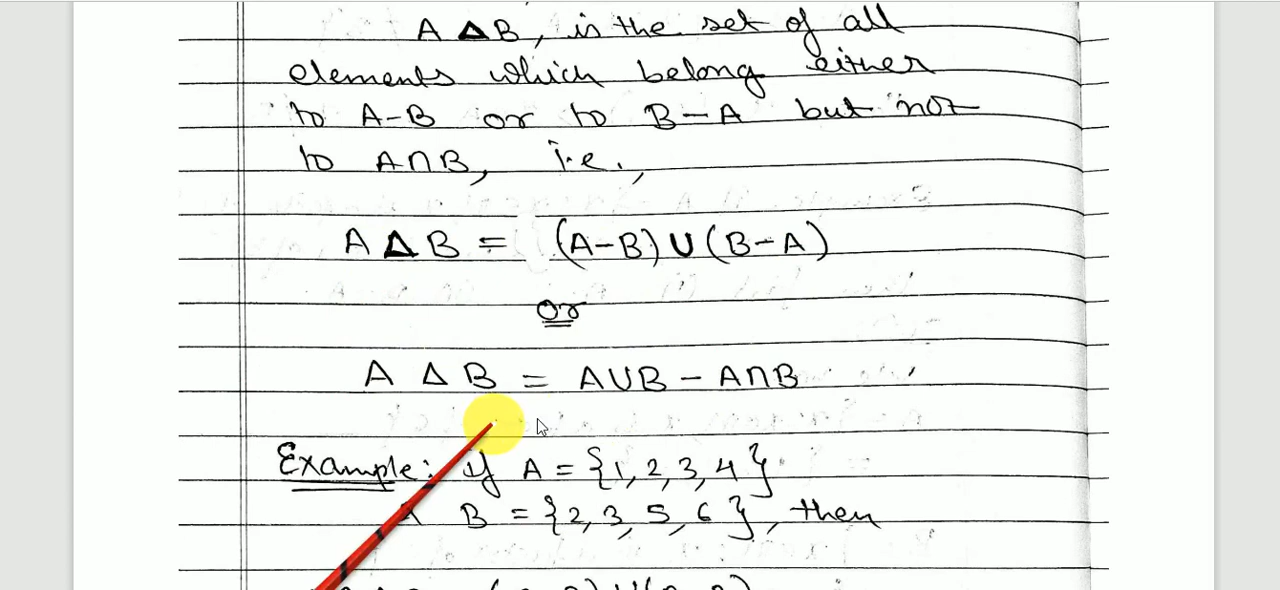 A Δ B, is the set of all
elements which belong either
to A-B or to B-A but not
to A∩B, i.e.,
A Δ B = (A-B) ∪ (B-A)
Or
A Δ B = A∪B - A∩B
Example: If A = {1, 2, 3, 4}
B = {2, 3, 5, 6}, then